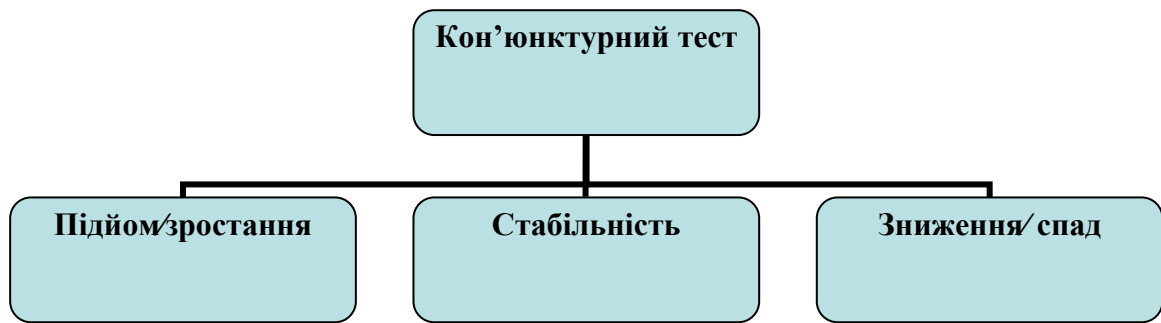 Кон’юнктурний тест
Підйом∕зростання
Стабільність
Зниження∕ спад